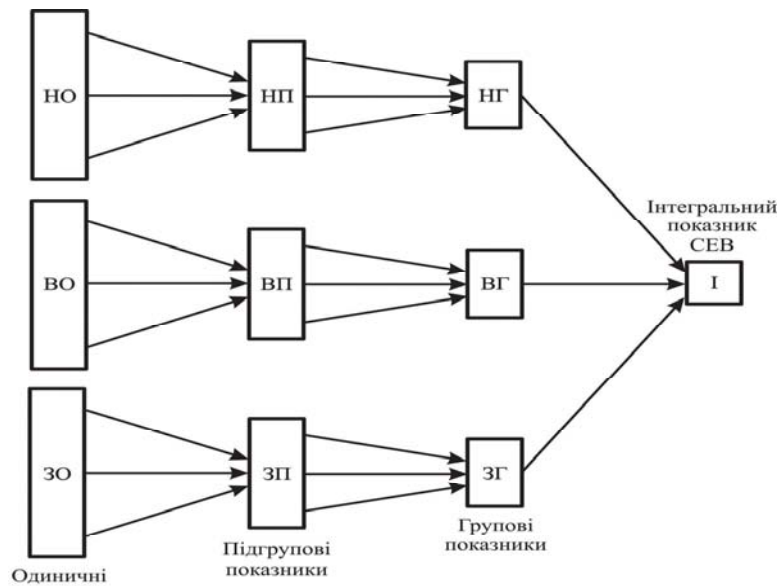 НО
НП
НГ
Інтегральний
показник
СЕВ
ВО
ВП
ВГ
І
ЗО
ЗП
ЗГ
Одиничні
Підгрупові
показники
Групові
показники